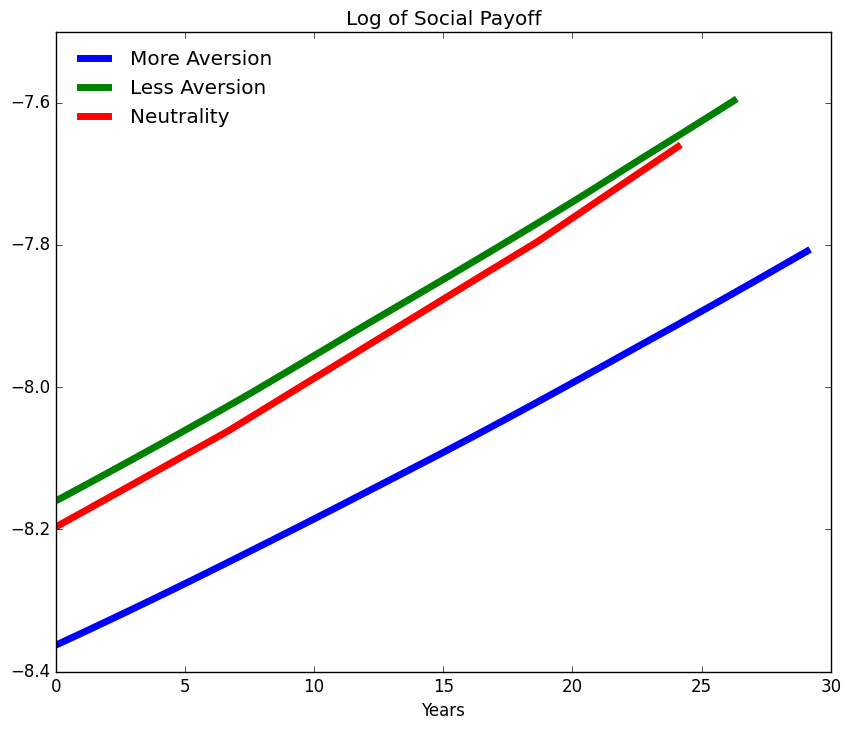 Log of Social Payoff
More Aversion
Less Aversion
Neutrality
−7.6
−7.8
−8.0
−8.2
−8.4
0 5 10 15 20 25 30
Years